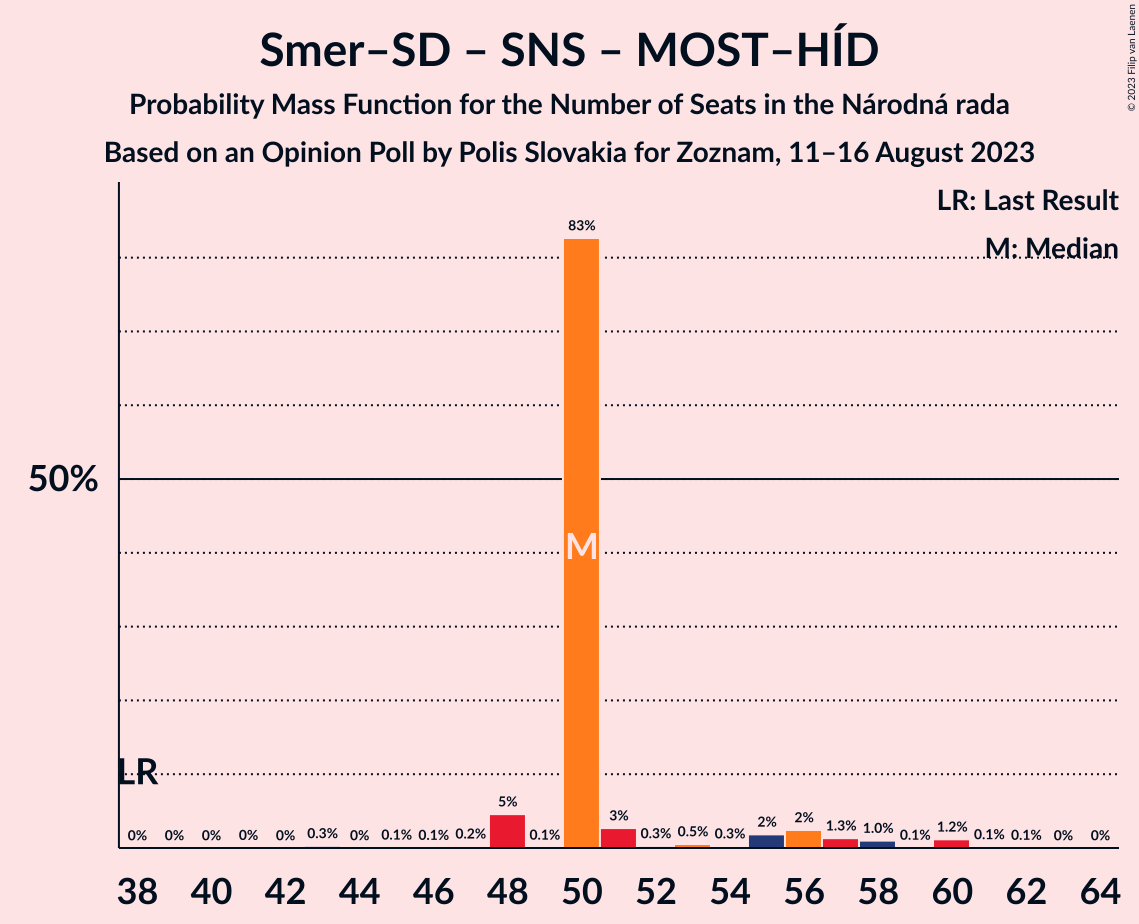 Smer–SD – SNS – MOST–HÍD
Probability Mass Function for the Number of Seats in the Národná rada
Based on an Opinion Poll by Polis Slovakia for Zoznam, 11–16 August 2023
© 2023 Filip van Laenen
LR: Last Result
M: Median
50%
83%
M
LR
0% 0% 0% 0% 0% 0.3% 0% 0.1% 0.1% 0.2% 5% 0.1% 3% 0.3% 0.5% 0.3% 2% 2% 1.3% 1.0% 0.1% 1.2% 0.1% 0.1% 0% 0%
38 40 42 44 46 48 50 52 54 56 58 60 62 64